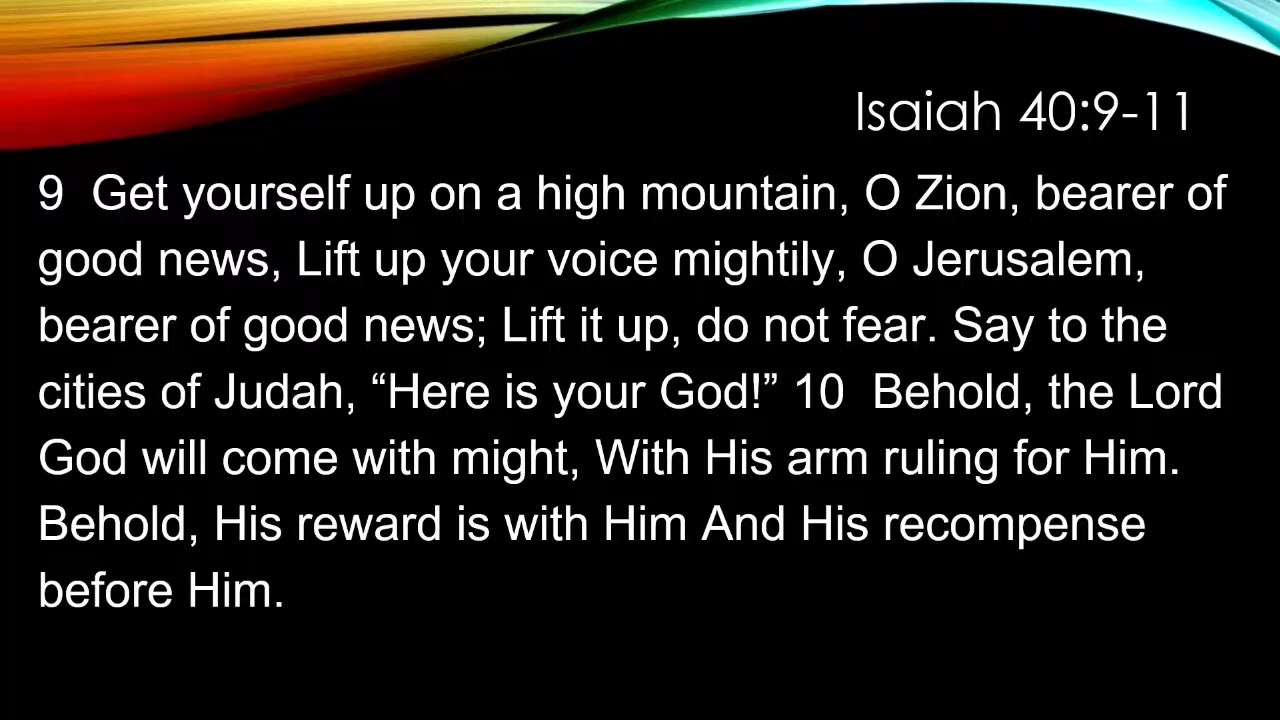 Isaiah 40:9-11
9  Get yourself up on a high mountain, O Zion, bearer of
good news, Lift up your voice mightily, O Jerusalem,
bearer of good news; Lift it up, do not fear. Say to the
cities of Judah, “Here is your God!” 10  Behold, the Lord
God will come with might, With His arm ruling for Him.
Behold, His reward is with Him And His recompense
before Him.